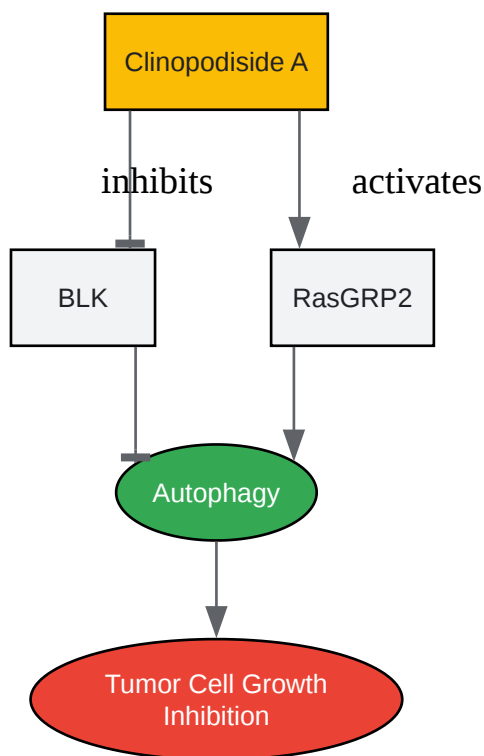 Clinopodiside A
inhibits
activates
BLK
RasGRP2
Autophagy
Tumor Cell Growth
Inhibition